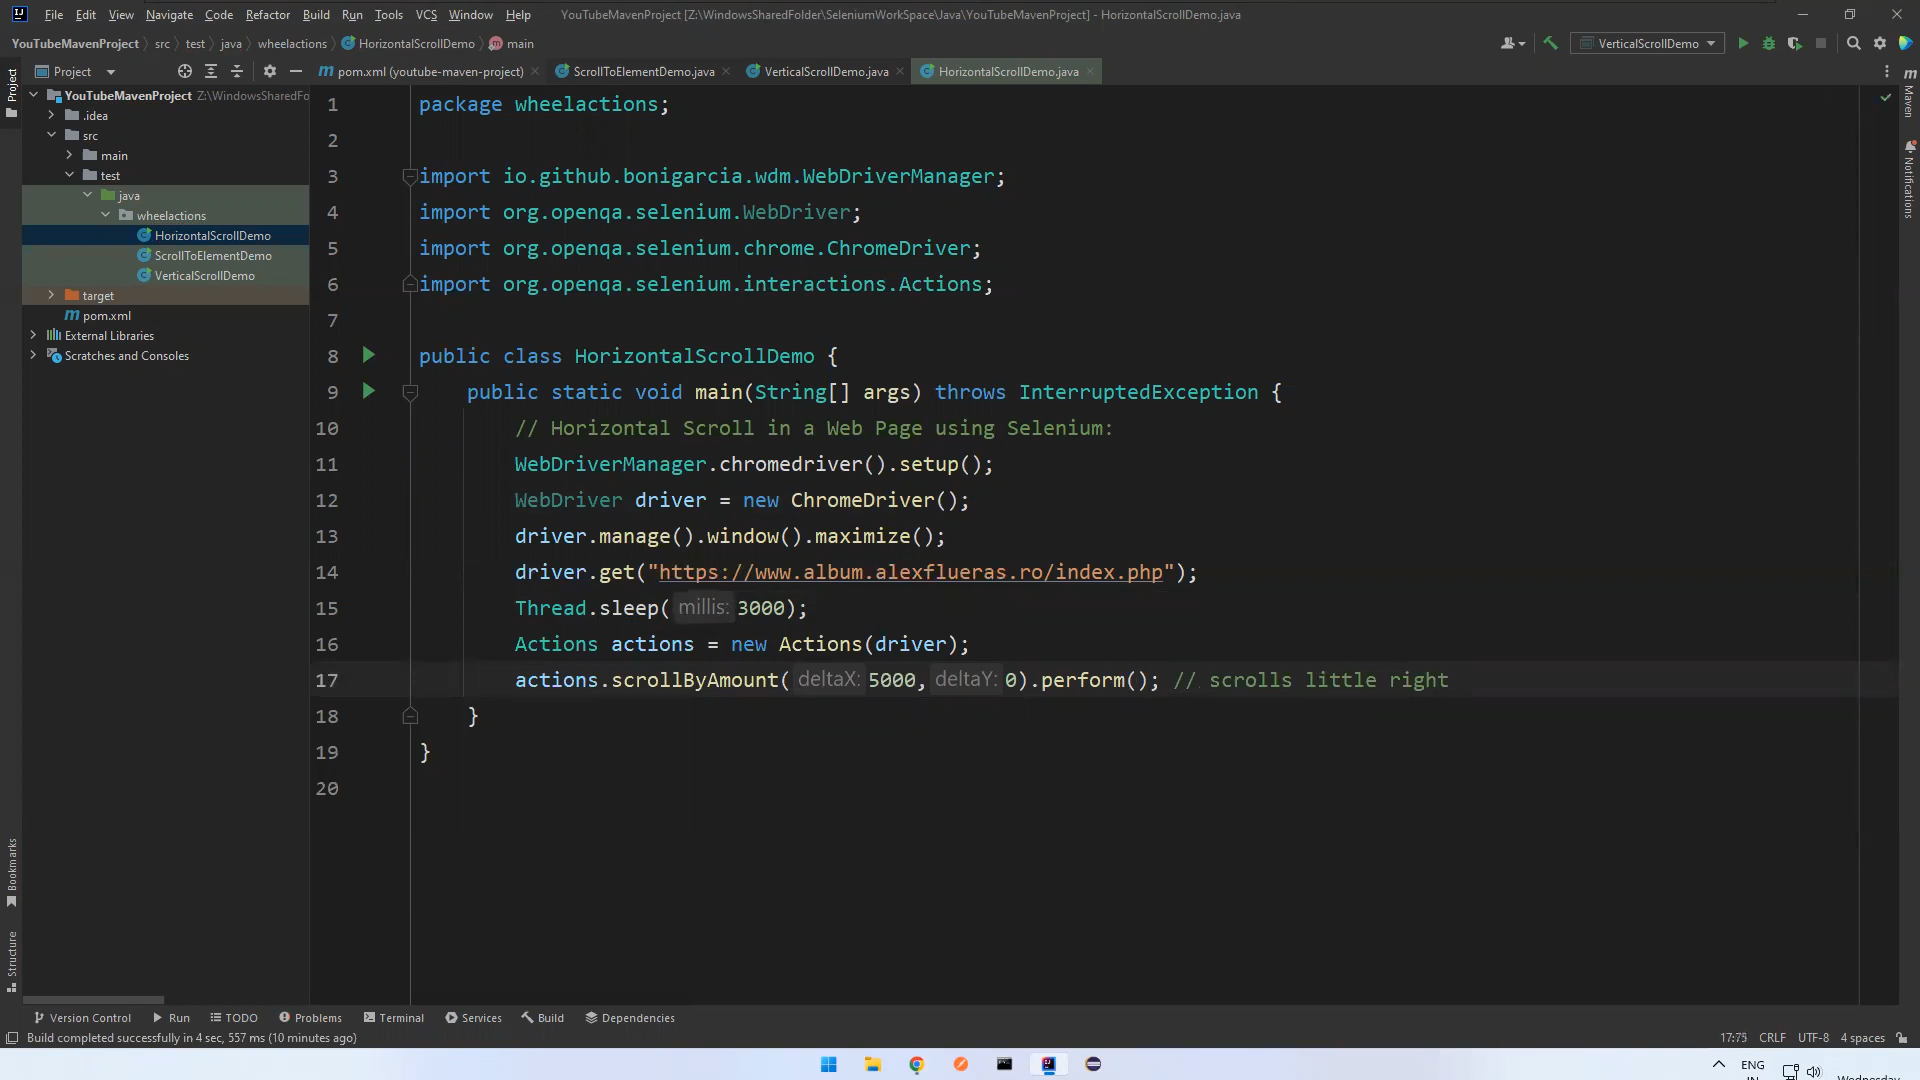 File Edit View Navigate Code Refactor Build Run Tools VCS Window Help YouTubeMavenProject [Z:\WindowsSharedFolder\SeleniumWorkSpace\Java\YouTubeMavenProject] - HorizontalScrollDemo.java
YouTubeMavenProject src test java wheelactions HorizontalScrollDemo main VerticalScrollDemo
Project pom.xml (youtube-maven-project) ScrollToElementDemo.java VerticalScrollDemo.java HorizontalScrollDemo.java
Project
Maven
Notifications
YouTubeMavenProject Z:\WindowsSharedFo
.idea
src
main
test
java
wheelactions
HorizontalScrollDemo
ScrollToElementDemo
VerticalScrollDemo
target
pom.xml
External Libraries
Scratches and Consoles
1 package wheelactions;
2
3 import io.github.bonigarcia.wdm.WebDriverManager;
4 import org.openqa.selenium.WebDriver;
5 import org.openqa.selenium.chrome.ChromeDriver;
6 import org.openqa.selenium.interactions.Actions;
7
8 public class HorizontalScrollDemo {
9 public static void main(String[] args) throws InterruptedException {
10 // Horizontal Scroll in a Web Page using Selenium:
11 WebDriverManager.chromedriver().setup();
12 WebDriver driver = new ChromeDriver();
13 driver.manage().window().maximize();
14 driver.get("https://www.album.alexflueras.ro/index.php");
15 Thread.sleep( millis: 3000);
16 Actions actions = new Actions(driver);
17 actions.scrollByAmount( deltaX: 5000, deltaY: 0).perform(); // scrolls little right
18 }
19 }
20
Bookmarks
Structure
Version Control Run TODO Problems Terminal Services Build Dependencies
Build completed successfully in 4 sec, 557 ms (10 minutes ago) CRLF UTF-8 4 spaces
ENG